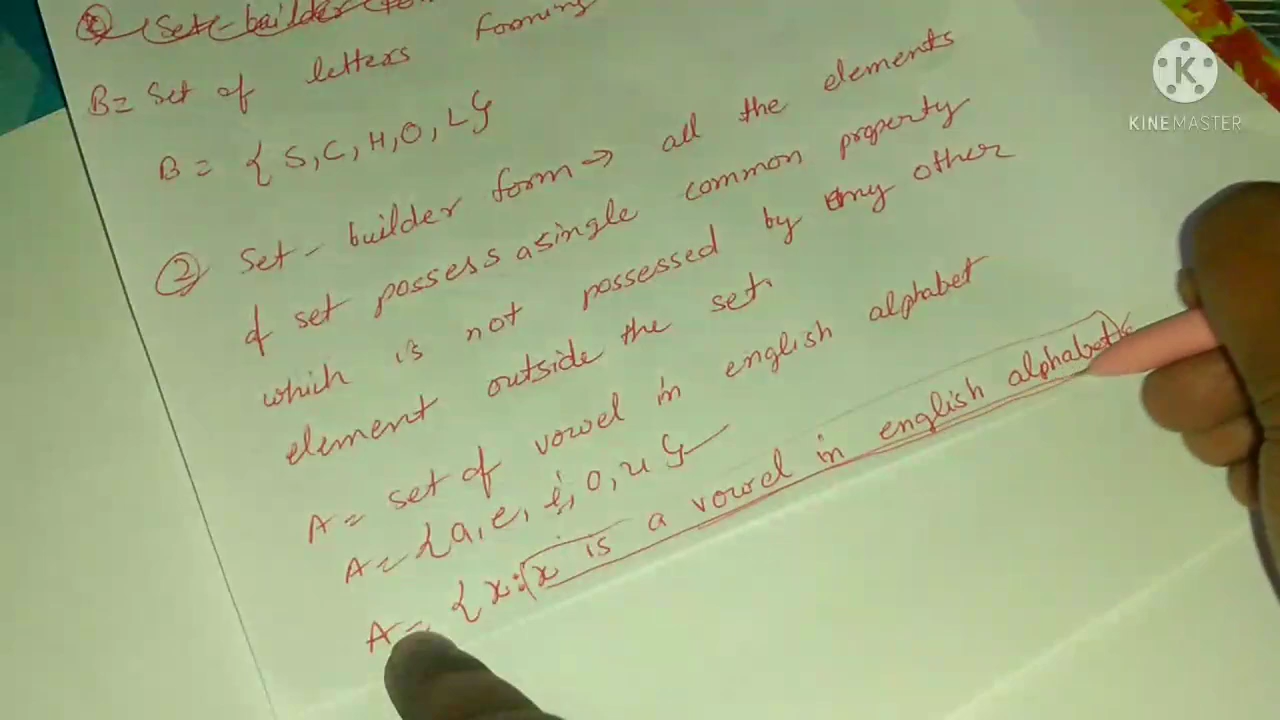 ① Set-builder
B= Set of letters forming
B= {S, C, H, O, L}
② Set-builder form → all the elements
of set possess a single common property
which is not possessed by any other
element outside the set.
A= set of vowel in english alphabet
A= {a, e, i, o, u}
A= {x: x is a vowel in english alphabet}
KINEMASTER